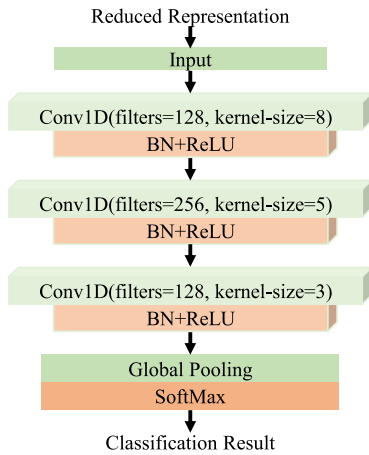 Reduced Representation
Input
Conv1D(filters=128, kernel-size=8)
BN+ReLU
Conv1D(filters=256, kernel-size=5)
BN+ReLU
Conv1D(filters=128, kernel-size=3)
BN+ReLU
Global Pooling
SoftMax
Classification Result